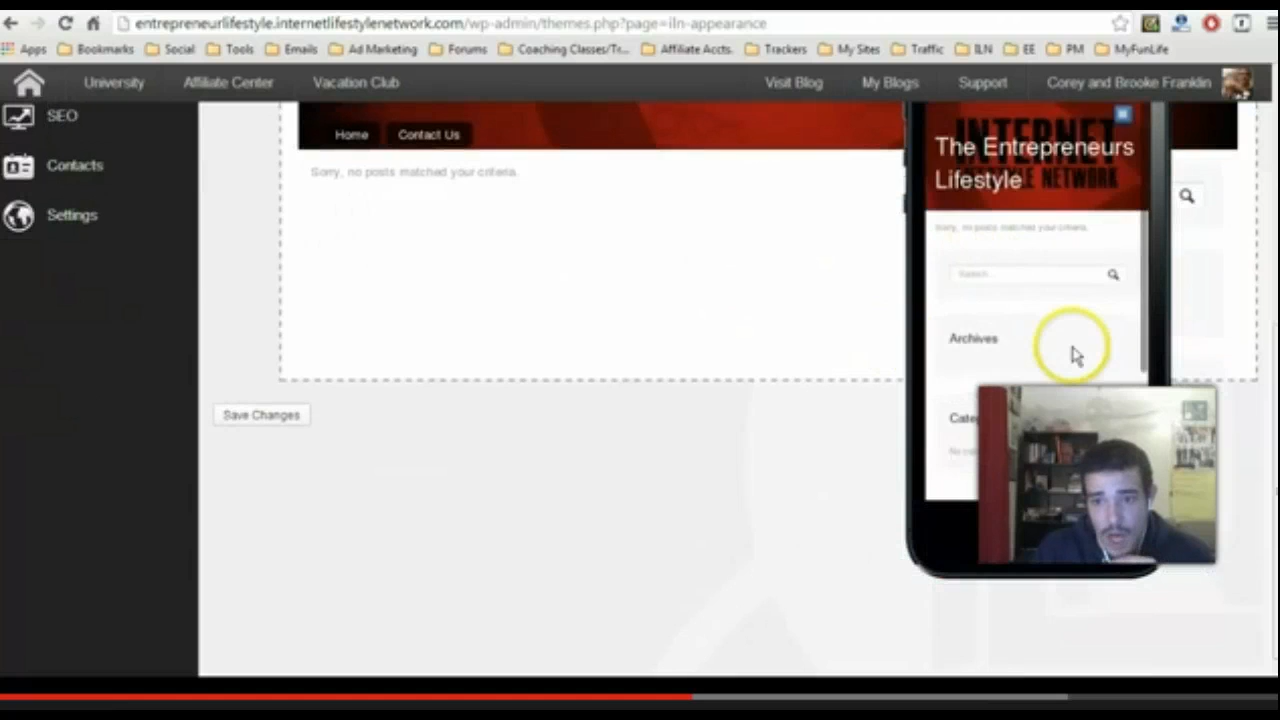 entrepreneurlifestyle.internetlifestylenetwork.com/wp-admin/themes.php?page=iln-appearance
Apps Bookmarks Social Tools Emails Ad Marketing Forums Coaching Classes/Tr... Affiliate Accts. Trackers My Sites Traffic ILN EE PM MyFunLife
University Affiliate Center Vacation Club Visit Blog My Blogs Support Corey and Brooke Franklin
SEO
Contacts
Settings
Home Contact Us
Sorry, no posts matched your criteria.
INTERNET
The Entrepreneurs
Lifestyle
NETWORK
Sorry, no posts matched your criteria.
Search...
Archives
Save Changes